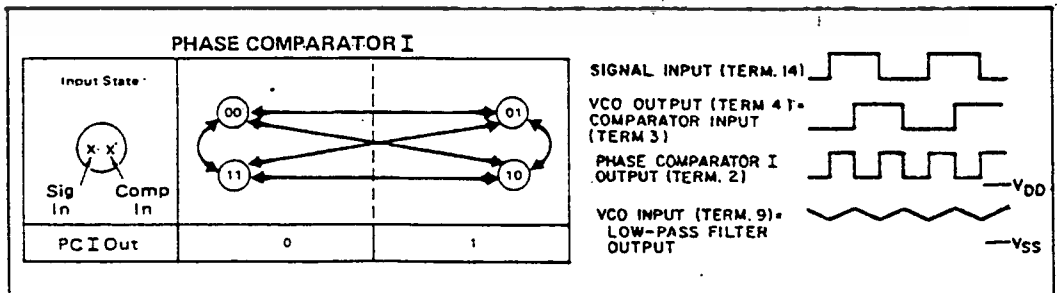 PHASE COMPARATOR I
Input State
X X'
Sig In
Comp In
00
01
11
10
PC I Out
0
1
SIGNAL INPUT (TERM. 14)
VCO OUTPUT (TERM 4) =
COMPARATOR INPUT
(TERM 3)
PHASE COMPARATOR I
OUTPUT (TERM. 2)
VCO INPUT (TERM. 9) =
LOW-PASS FILTER
OUTPUT
VDD
VSS